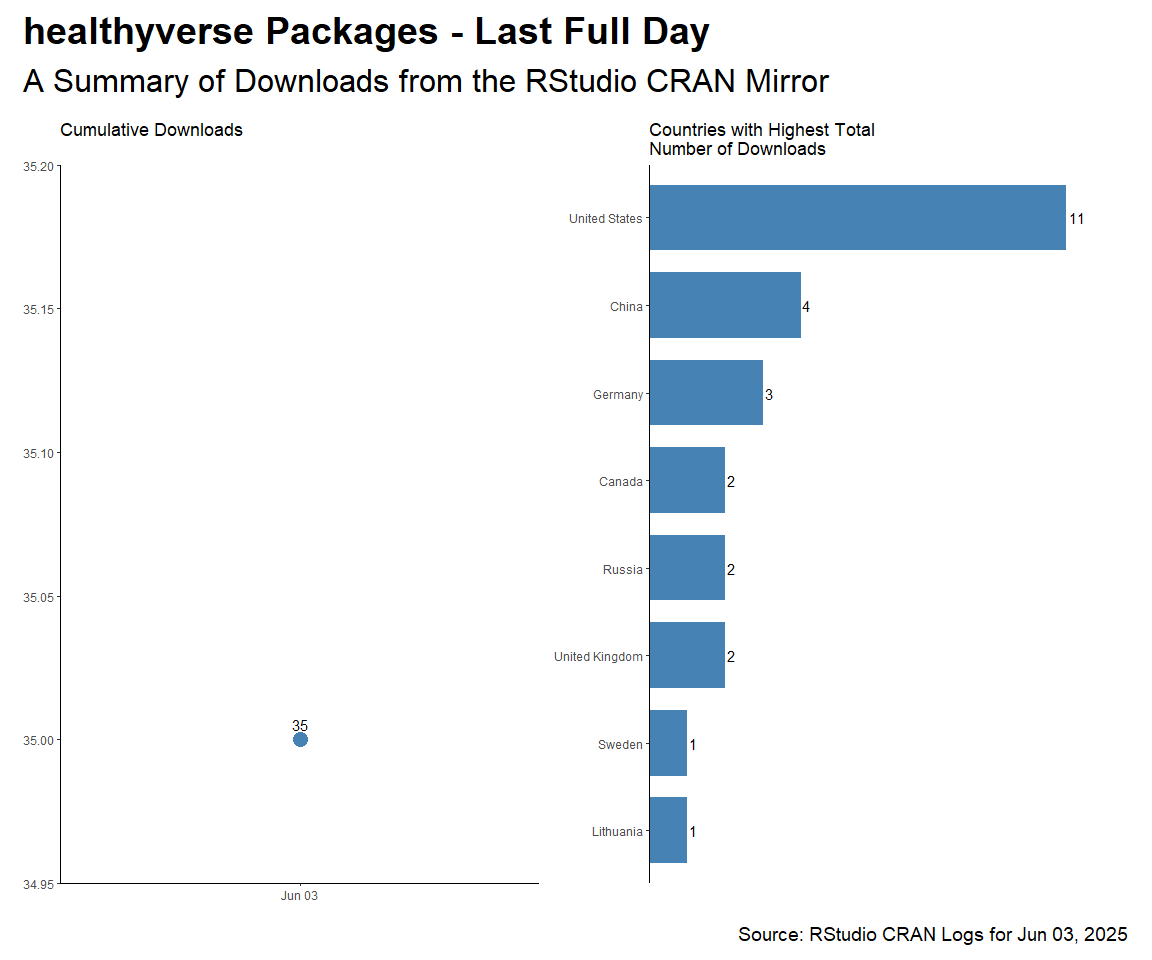 healthyverse Packages - Last Full Day
A Summary of Downloads from the RStudio CRAN Mirror
Cumulative Downloads
35.20
35.15
35.10
35.05
35.00
34.95
35
Jun 03
Countries with Highest Total
Number of Downloads
United States 11
China 4
Germany 3
Canada 2
Russia 2
United Kingdom 2
Sweden 1
Lithuania 1
Source: RStudio CRAN Logs for Jun 03, 2025